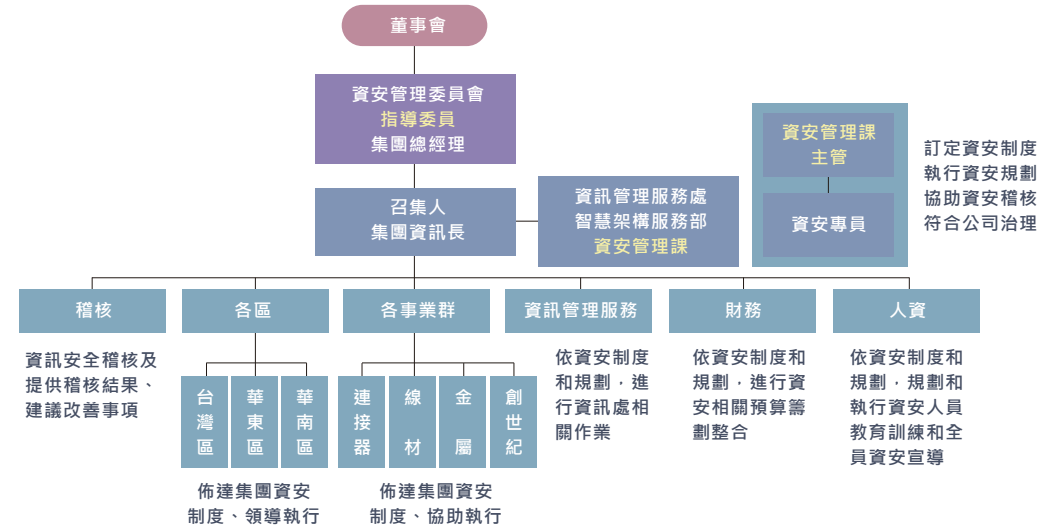 董事會
資安管理委員會
指導委員
集團總經理
召集人
集團資訊長
資訊管理服務處
智慧架構服務部
資安管理課
資安管理課
主管
資安專員
訂定資安制度
執行資安規劃
協助資安稽核
符合公司治理
稽核
資訊安全稽核及
提供稽核結果、
建議改善事項
各區
台灣區
華東區
華南區
佈達集團資安
制度、領導執行
各事業群
連接器
線材
金屬
創世紀
佈達集團資安
制度、協助執行
資訊管理服務
依資安制度
和規劃，進
行資訊處相
關作業
財務
依資安制度和
規劃，進行資
安相關預算籌
劃整合
人資
依資安制度和
規劃，規劃和
執行資安人員
教育訓練和全
員資安宣導